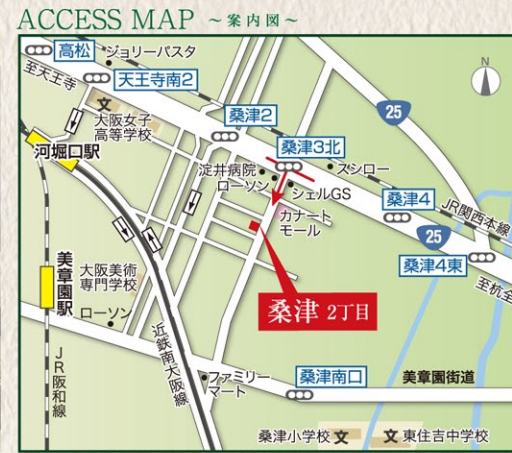 ACCESS MAP ～案内図～
高松
ジョリーパスタ
至天王寺
天王寺南2
N
文
大阪女子
高等学校
桑津2
25
河堀口駅
桑津3北
淀井病院
ローソン
スシロー
シェルGS
桑津4
JR関西本線
カナート
モール
25
桑津4東
至杭全
美章園駅
大阪美術
専門学校
ローソン
桑津 2丁目
近鉄南大阪線
JR阪和線
ファミリー
マート
桑津南口
美章園街道
桑津小学校 文
文 東住吉中学校